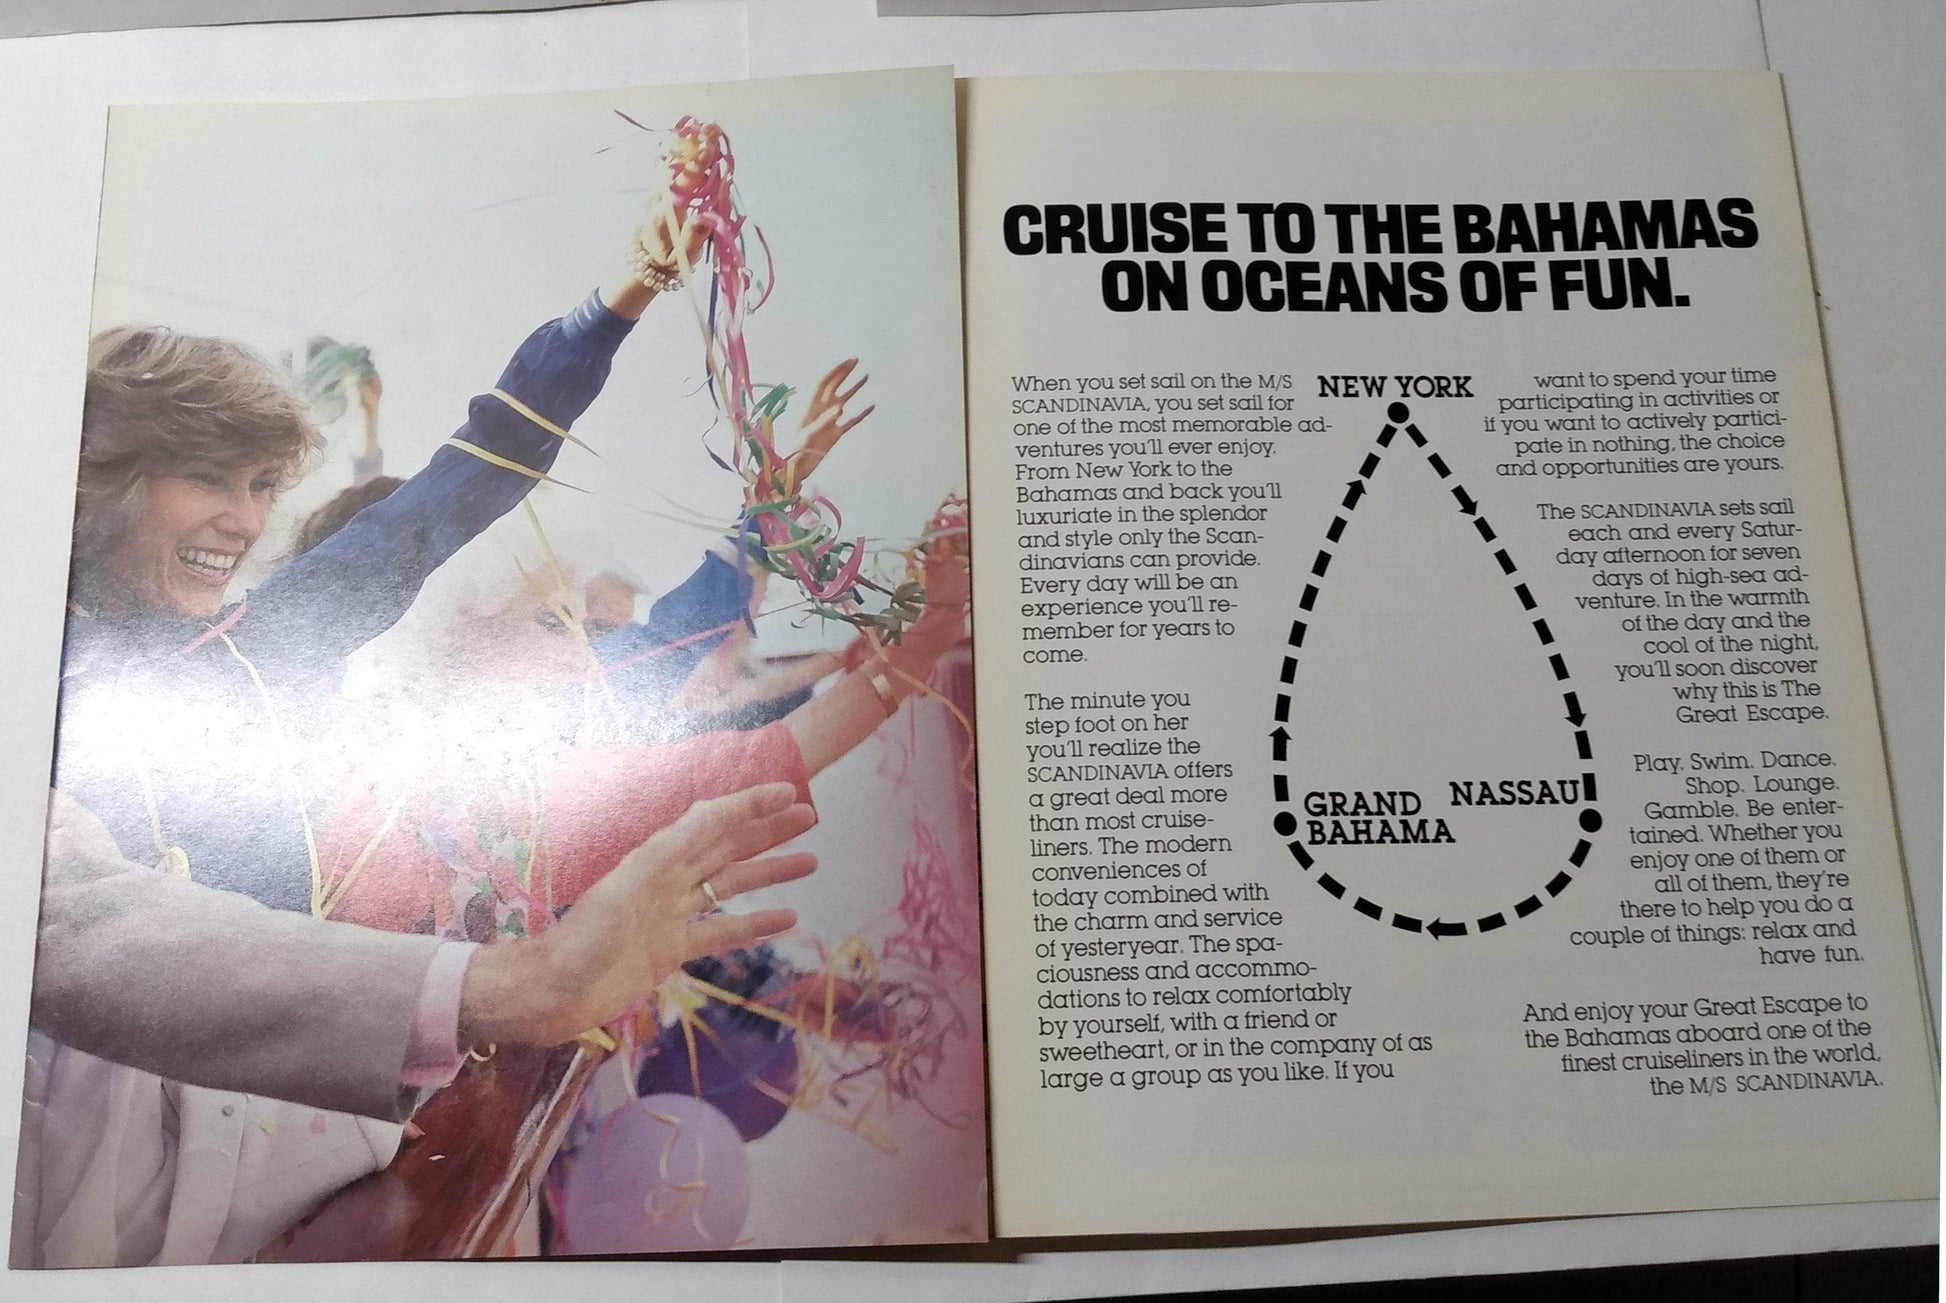 CRUISE TO THE BAHAMAS
ON OCEANS OF FUN.
When you set sail on the M/S
SCANDINAVIA, you set sail for
one of the most memorable ad-
ventures you'll ever enjoy.
From New York to the
Bahamas and back you'll
luxuriate in the splendor
and style only the Scan-
dinavians can provide.
Every day will be an
experience you'll re-
member for years to
come.
The minute you
step foot on her
you'll realize the
SCANDINAVIA offers
a great deal more
than most cruise-
liners. The modern
conveniences of
today combined with
the charm and service
of yesteryear. The spa-
ciousness and accommo-
dations to relax comfortably
by yourself, with a friend or
sweetheart, or in the company of as
large a group as you like. If you
NEW YORK
GRAND
BAHAMA
NASSAU
want to spend your time
participating in activities or
if you want to actively partici-
pate in nothing, the choice
and opportunities are yours.
The SCANDINAVIA sets sail
each and every Satur-
day afternoon for seven
days of high-sea ad-
venture. In the warmth
of the day and the
cool of the night,
you'll soon discover
why this is The
Great Escape.
Play. Swim. Dance.
Shop. Lounge.
Gamble. Be enter-
tained. Whether you
enjoy one of them or
all of them, they're
there to help you do a
couple of things: relax and
have fun.
And enjoy your Great Escape to
the Bahamas aboard one of the
finest cruiseliners in the world,
the M/S SCANDINAVIA.